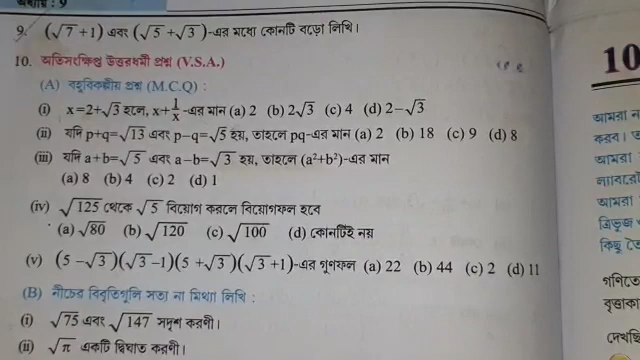 অধ্যায় : 9
9. (√7 + 1) এবং (√5 + √3)-এর মধ্যে কোনটি বড়ো লিখি।
10. অতিসংক্ষিপ্ত উত্তরধর্মী প্রশ্ন (V.S.A.)
(A) বহুবিকল্পীয় প্রশ্ন (M.C.Q) :
(i) x=2+√3 হলে, x+1/x-এর মান (a) 2 (b) 2√3 (c) 4 (d) 2−√3
(ii) যদি p+q=√13 এবং p−q=√5 হয়, তাহলে pq-এর মান (a) 2 (b) 18 (c) 9 (d) 8
(iii) যদি a+b=√5 এবং a−b=√3 হয়, তাহলে (a²+b²)-এর মান
(a) 8 (b) 4 (c) 2 (d) 1
(iv) √125 থেকে √5 বিয়োগ করলে বিয়োগফল হবে
(a) √80 (b) √120 (c) √100 (d) কোনটিই নয়
(v) (5−√3)(√3−1)(5+√3)(√3+1)-এর গুণফল (a) 22 (b) 44 (c) 2 (d) 11
(B) নীচের বিবৃতিগুলি সত্য না মিথ্যা লিখি :
(i) √75 এবং √147 সদৃশ করণী।
(ii) √π একটি দ্বিঘাত করণী।
10
আমরা ন
করব। ত
আমরা
ল্যাবরেটো
আমরা
ত্রিভুজ
কিছু তৈ
গণিতে
বৃত্তাকা
দেখছি